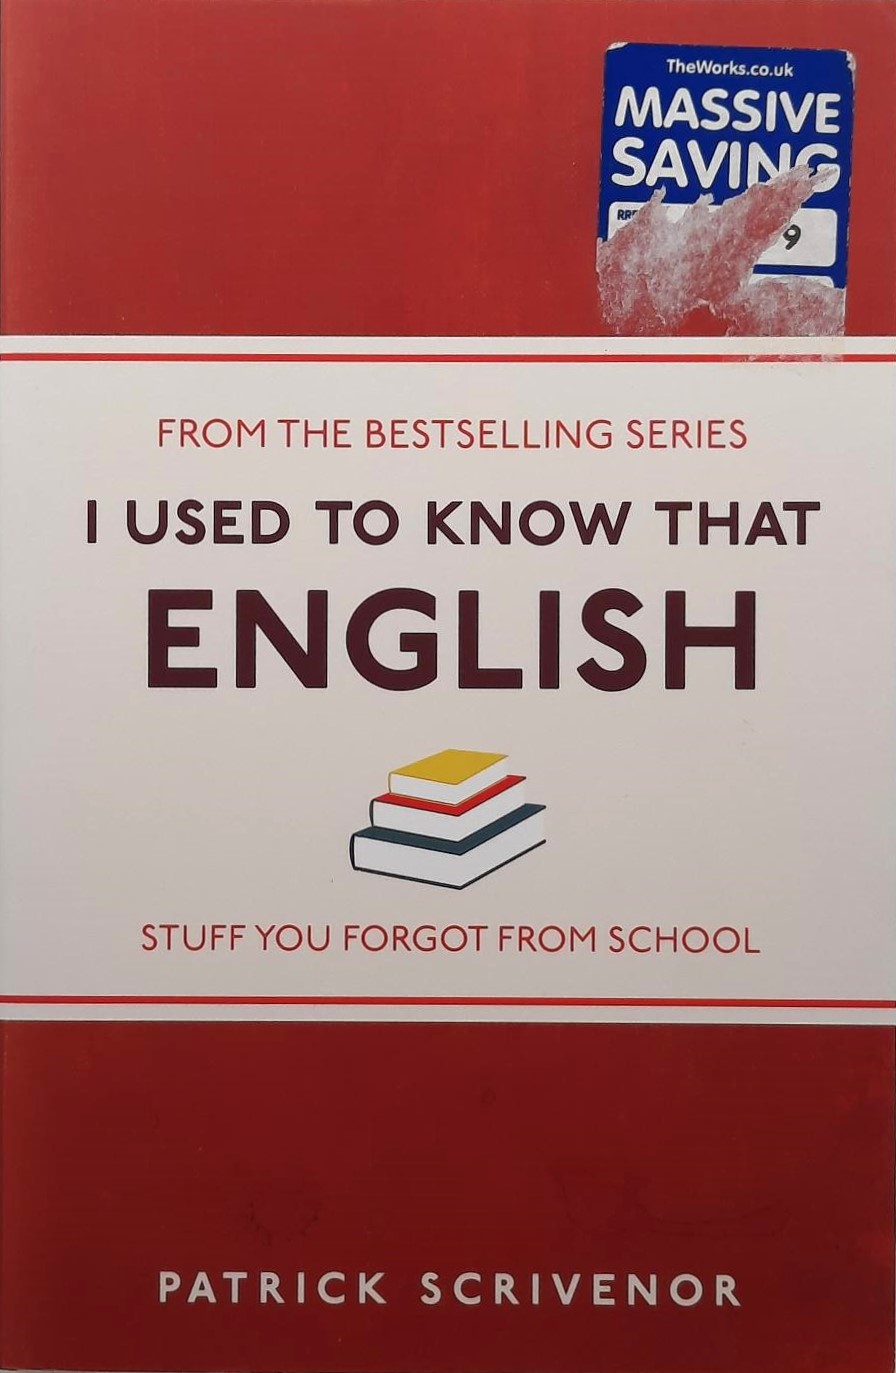 TheWorks.co.uk
MASSIVE
SAVING
9
FROM THE BESTSELLING SERIES
I USED TO KNOW THAT
ENGLISH
STUFF YOU FORGOT FROM SCHOOL
PATRICK SCRIVENOR